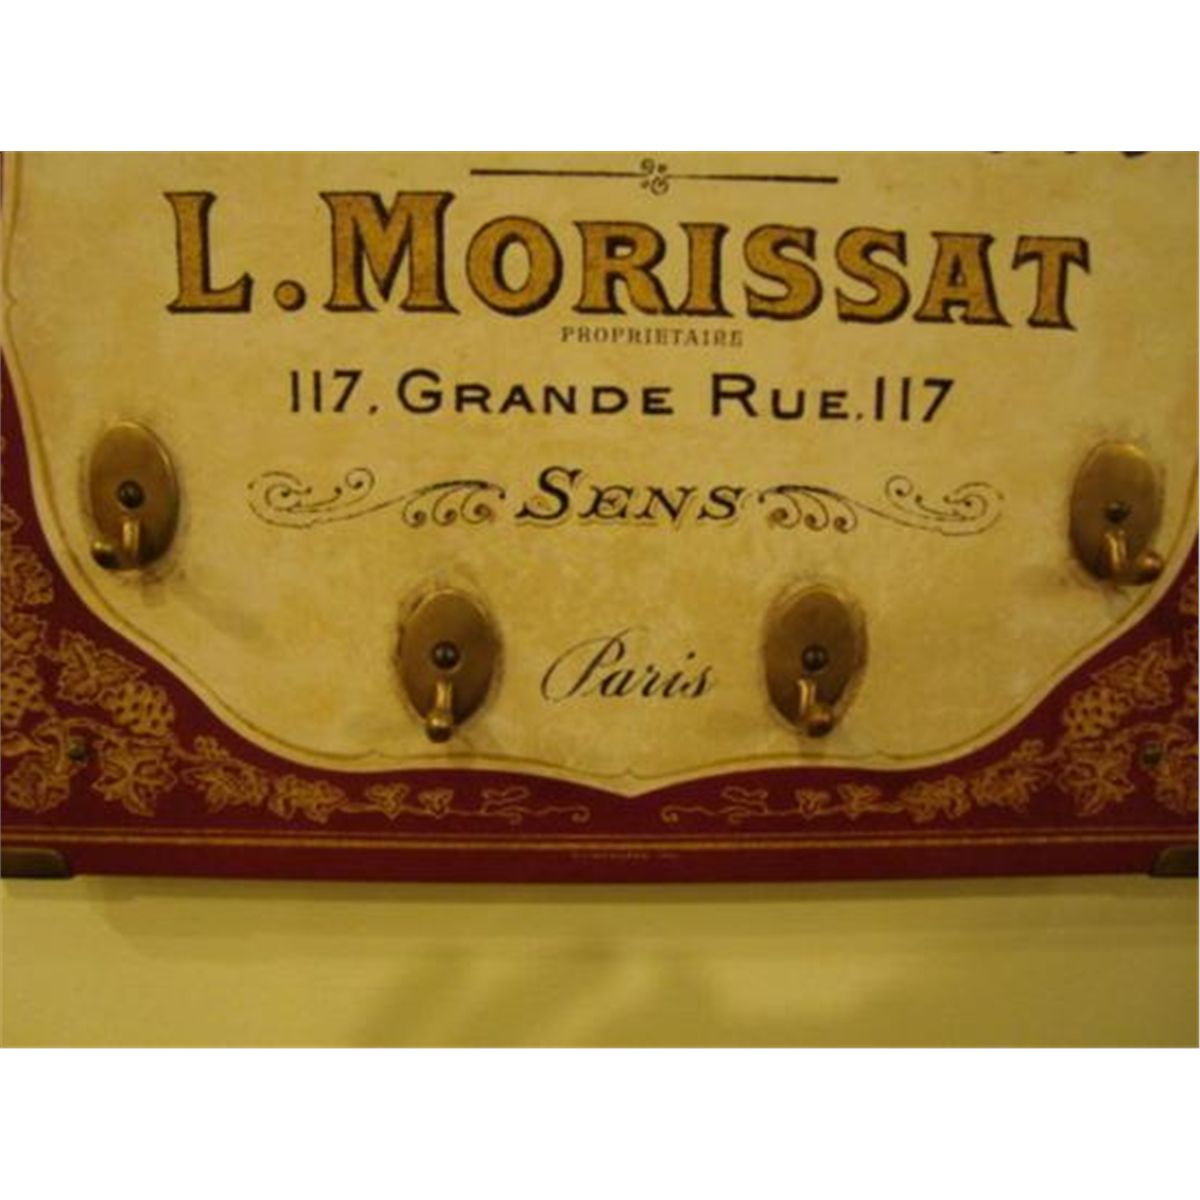 L. MORISSAT
PROPRIETAIRE
117, GRANDE RUE, 117
SENS
Paris